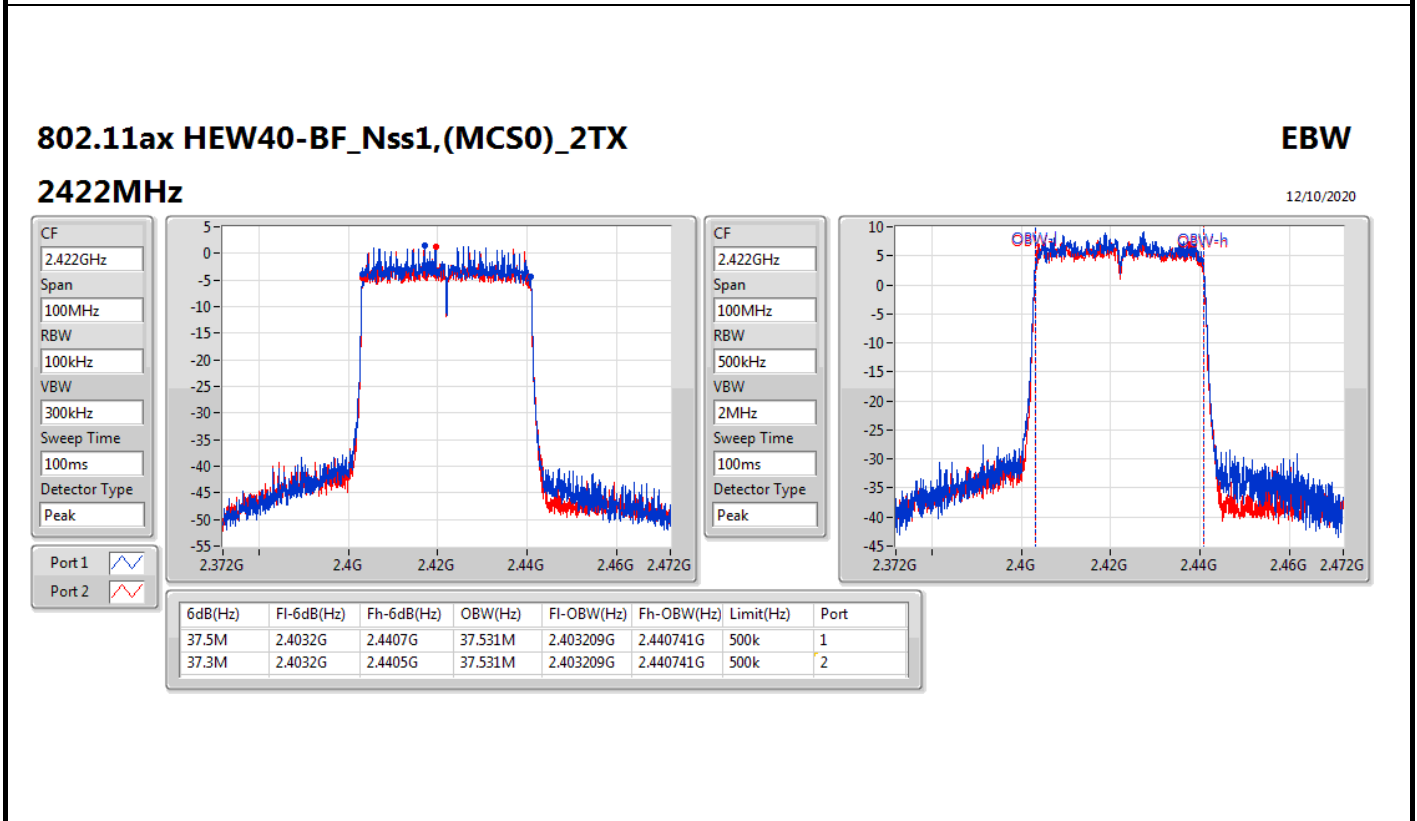 802.11ax HEW40-BF_Nss1,(MCS0)_2TX
EBW
2422MHz
12/10/2020
CF
2.422GHz
Span
100MHz
RBW
100kHz
VBW
300kHz
Sweep Time
100ms
Detector Type
Peak
5
0
-5
-10
-15
-20
-25
-30
-35
-40
-45
-50
-55
2.372G 2.4G 2.42G 2.44G 2.46G 2.472G
CF
2.422GHz
Span
100MHz
RBW
500kHz
VBW
2MHz
Sweep Time
100ms
Detector Type
Peak
10
5
0
-5
-10
-15
-20
-25
-30
-35
-40
-45
OBW-l OBW-h
2.372G 2.4G 2.42G 2.44G 2.46G 2.472G
Port 1
Port 2
6dB(Hz) Fl-6dB(Hz) Fh-6dB(Hz) OBW(Hz) Fl-OBW(Hz) Fh-OBW(Hz) Limit(Hz) Port
37.5M 2.4032G 2.4407G 37.531M 2.403209G 2.440741G 500k 1
37.3M 2.4032G 2.4405G 37.531M 2.403209G 2.440741G 500k 2